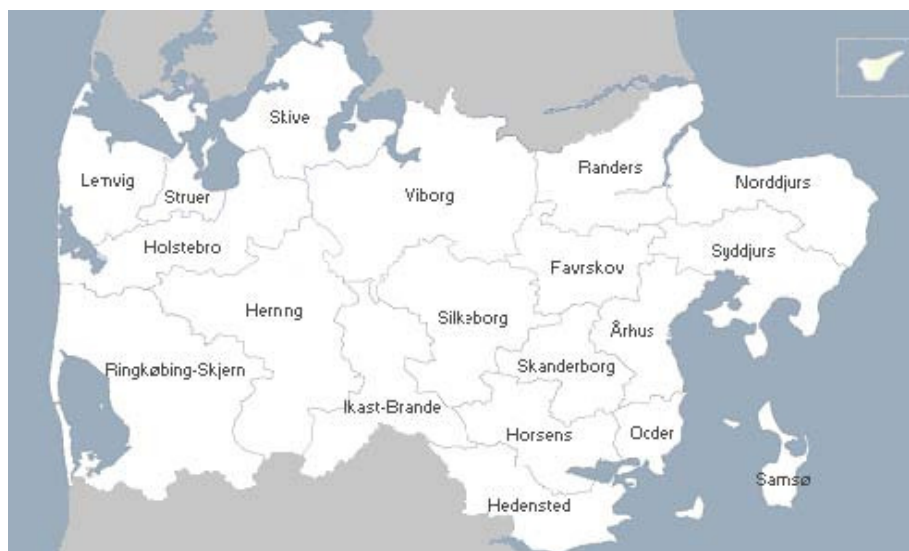 Skive
Randers
Lemvig
Struer
Viborg
Norddjurs
Holstebro
Favrskov
Syddjurs
Herning
Silkeborg
Århus
Ringkøbing-Skjern
Skanderborg
Ikast-Brande
Horsens
Odder
Samsø
Hedensted